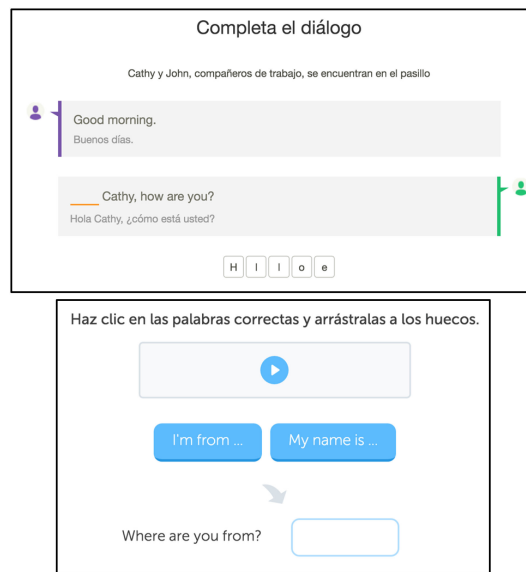 Completa el diálogo
Cathy y John, compañeros de trabajo, se encuentran en el pasillo
Good morning.
Buenos días.
____ Cathy, how are you?
Hola Cathy, ¿cómo está usted?
H l l o e
Haz clic en las palabras correctas y arrástralas a los huecos.
I'm from ... My name is ...
Where are you from?